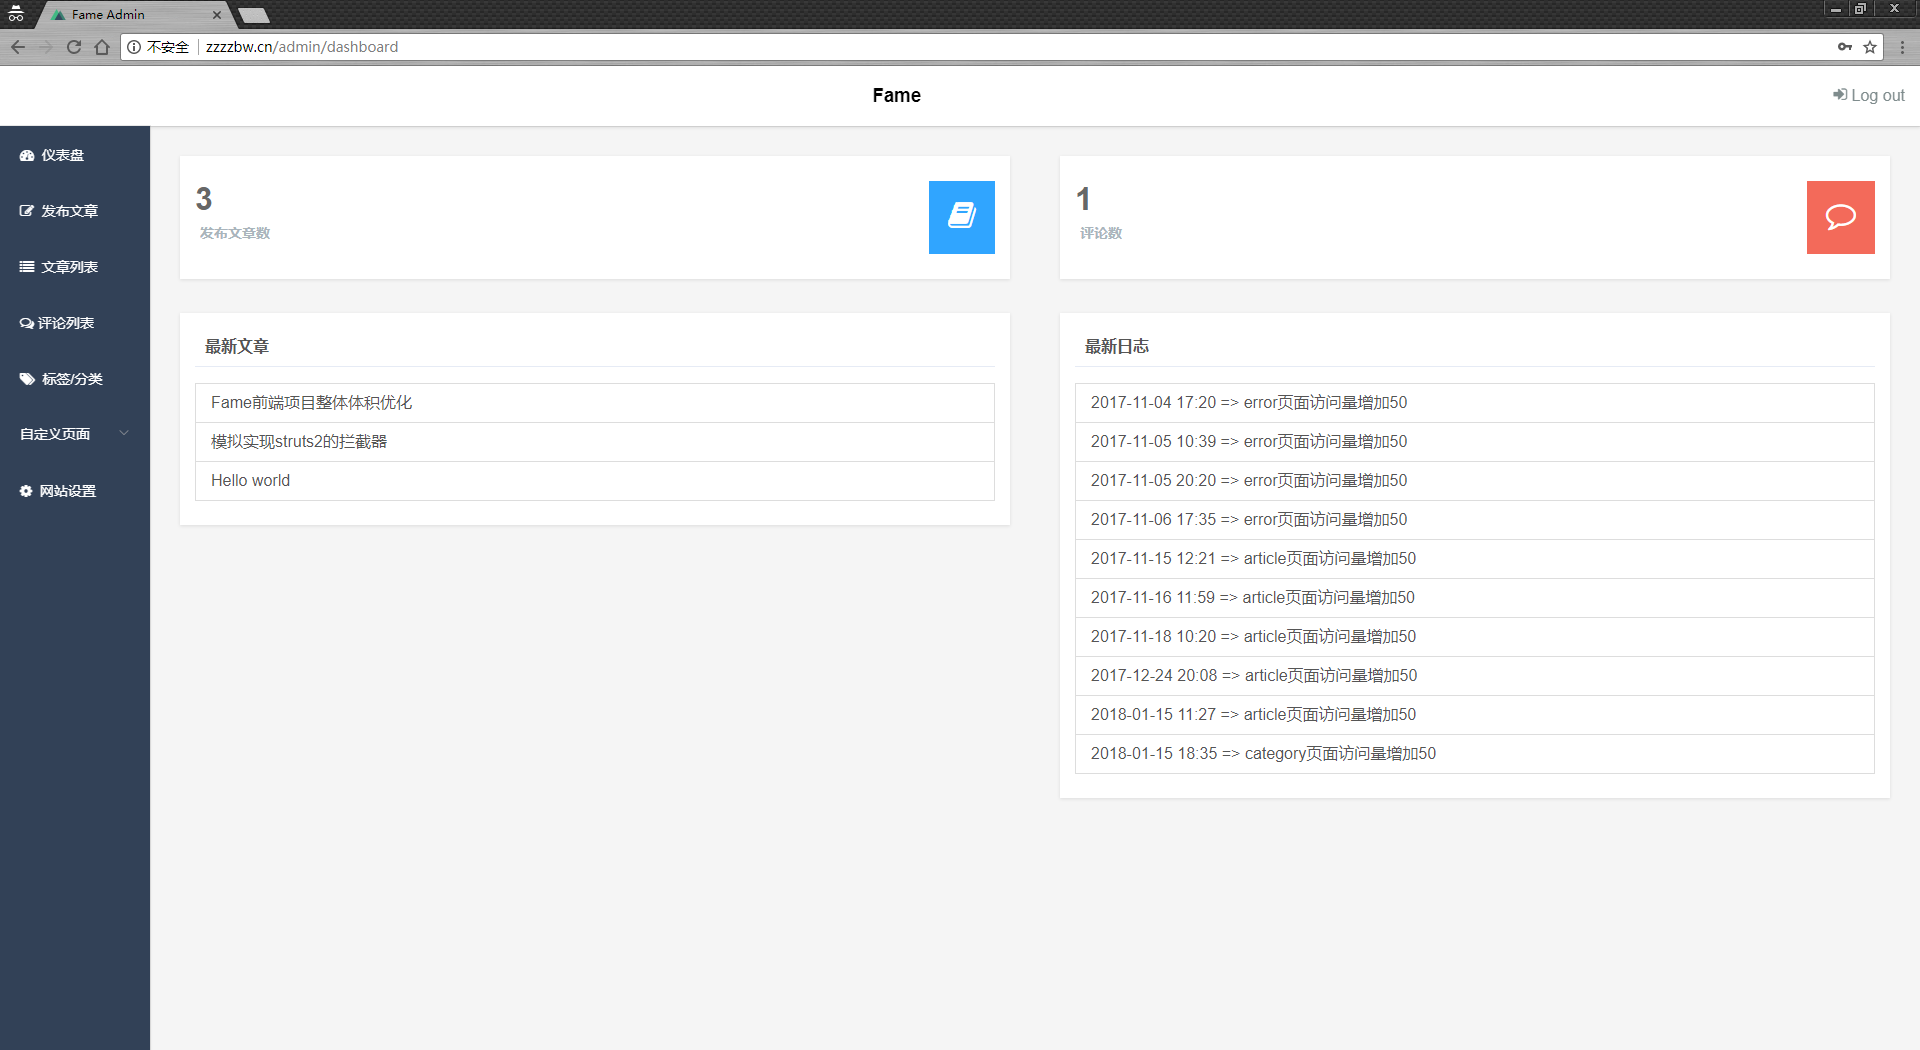 Fame Admin
不安全 zzzzbw.cn/admin/dashboard
Fame
Log out
仪表盘
发布文章
文章列表
评论列表
标签/分类
自定义页面
网站设置
3
发布文章数
1
评论数
最新文章
Fame前端项目整体体积优化
模拟实现struts2的拦截器
Hello world
最新日志
2017-11-04 17:20 => error页面访问量增加50
2017-11-05 10:39 => error页面访问量增加50
2017-11-05 20:20 => error页面访问量增加50
2017-11-06 17:35 => error页面访问量增加50
2017-11-15 12:21 => article页面访问量增加50
2017-11-16 11:59 => article页面访问量增加50
2017-11-18 10:20 => article页面访问量增加50
2017-12-24 20:08 => article页面访问量增加50
2018-01-15 11:27 => article页面访问量增加50
2018-01-15 18:35 => category页面访问量增加50